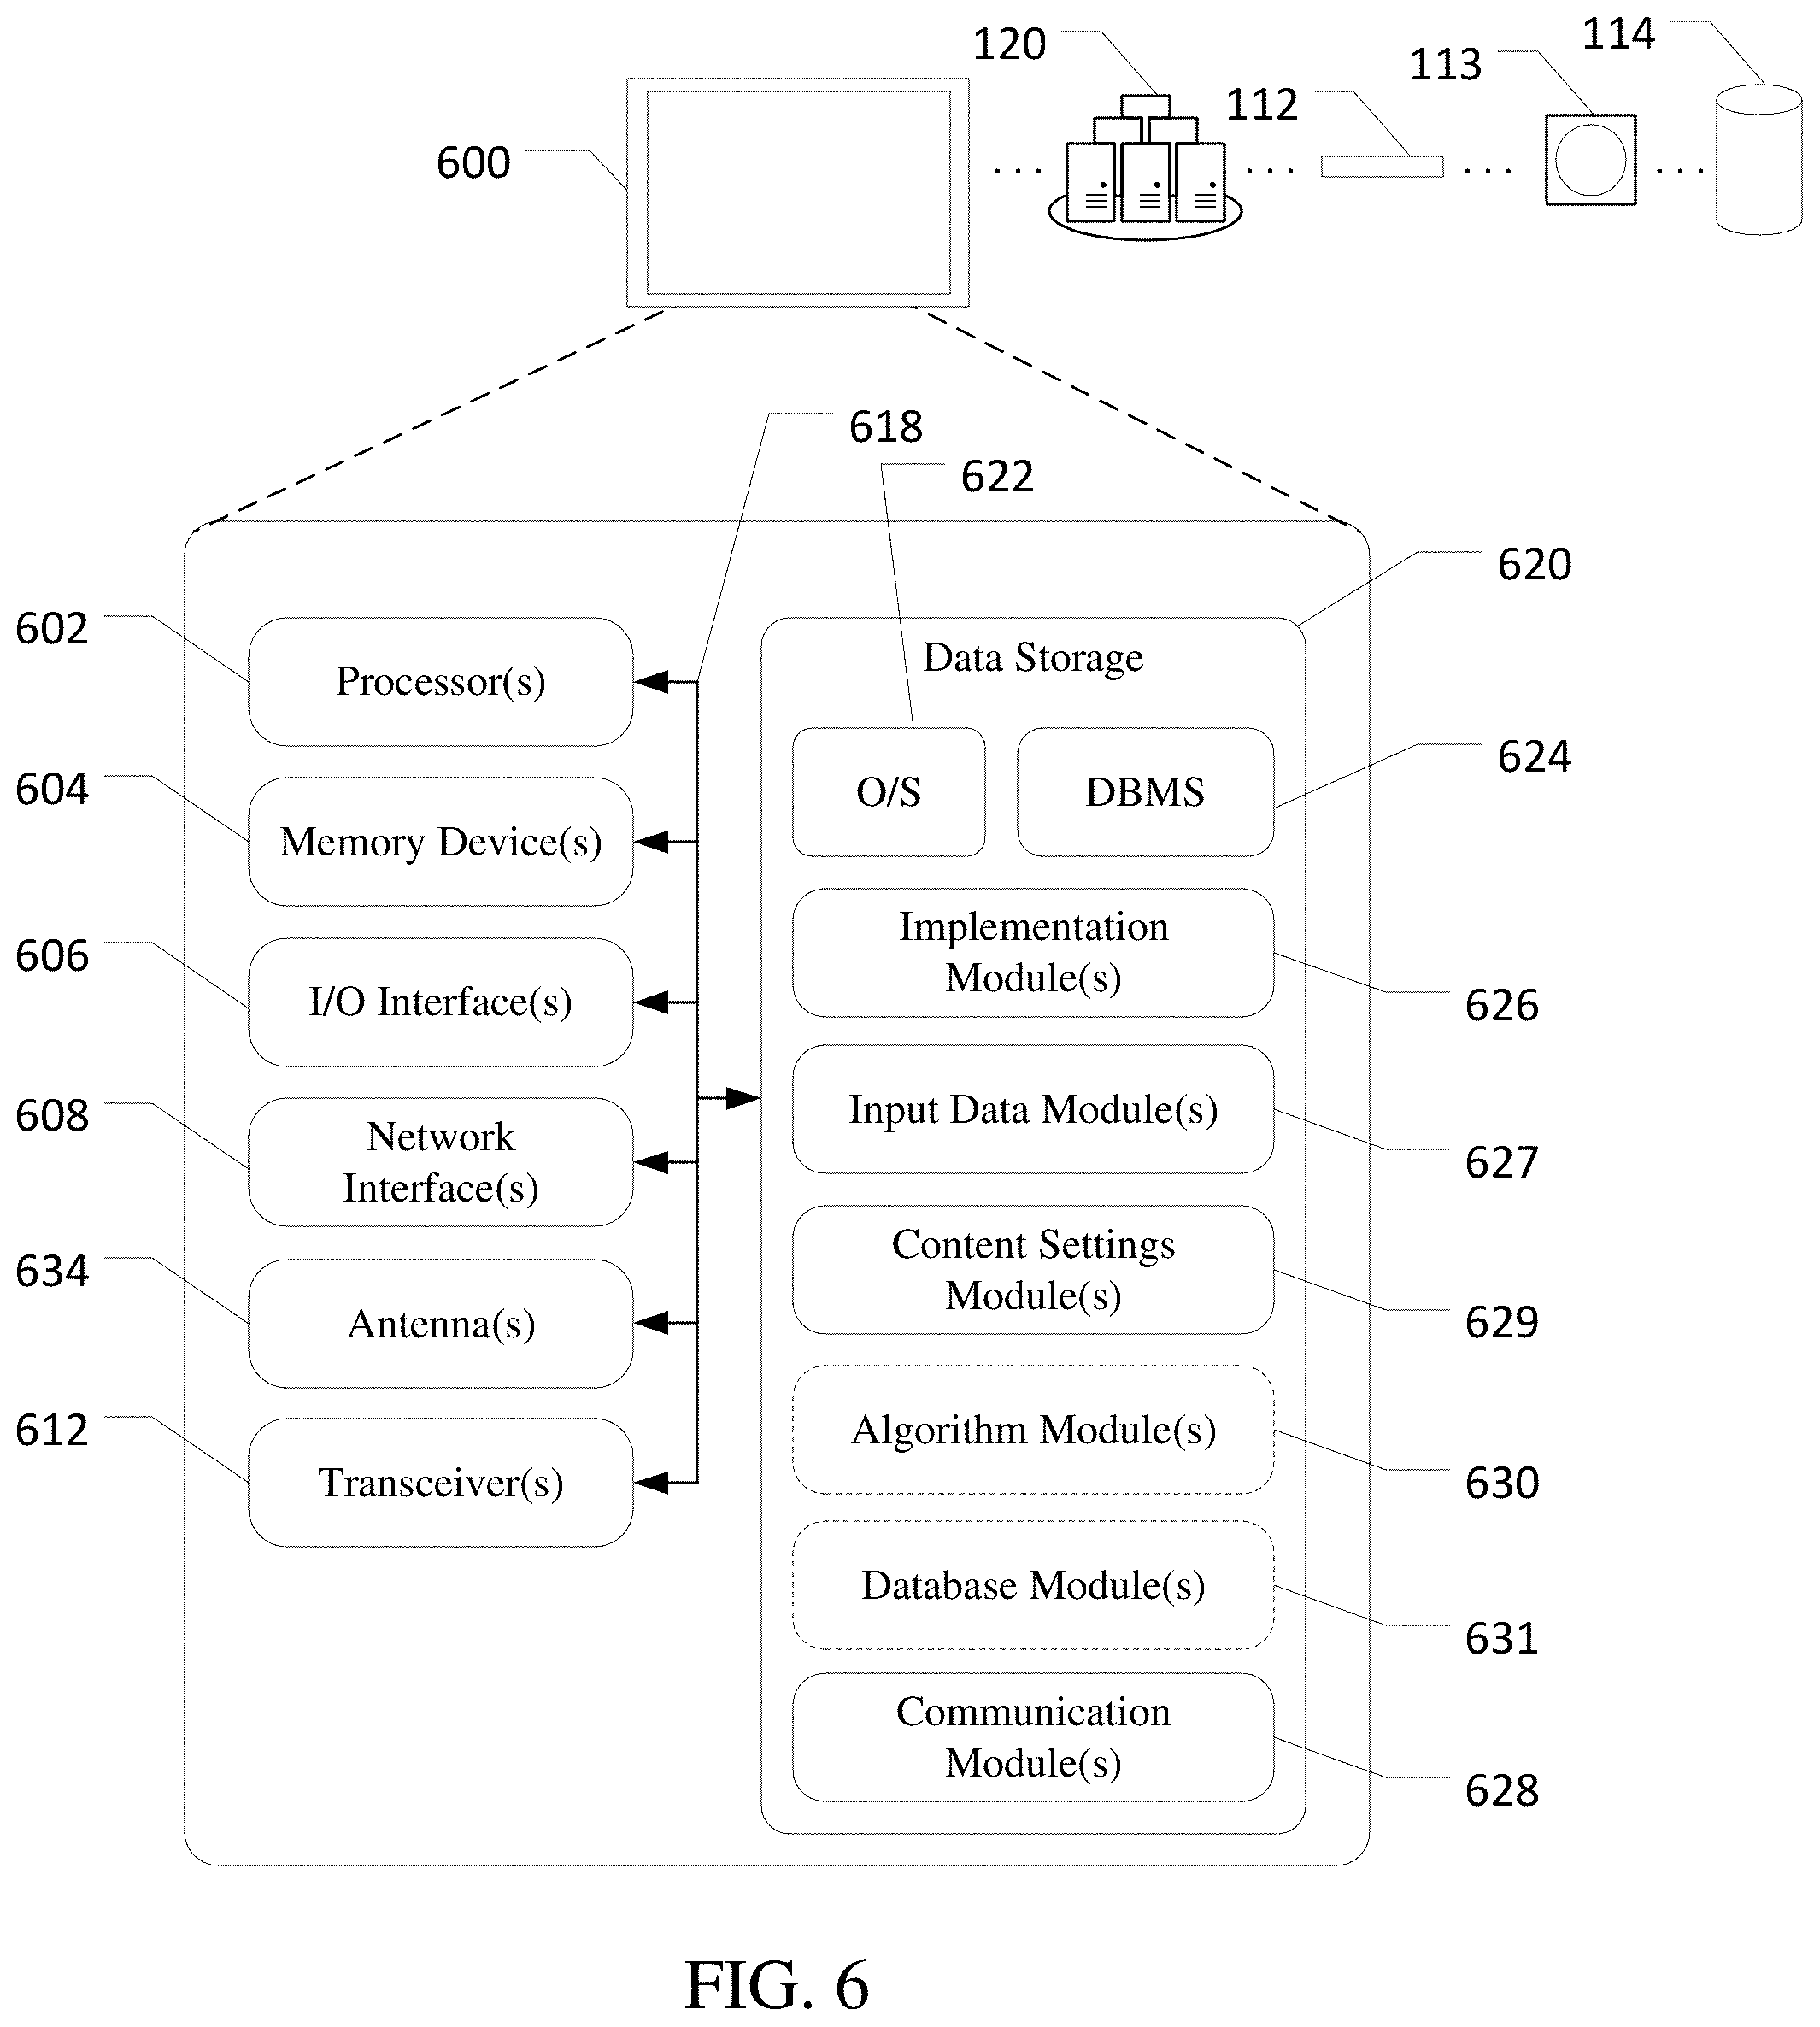 114
120
113
112
600
618
622
620
602
Data Storage
Processor(s)
624
604
O/S
DBMS
Memory Device(s)
Implementation
Module(s)
606
I/O Interface(s)
626
608
Network
Interface(s)
Input Data Module(s)
627
634
Content Settings
Module(s)
Antenna(s)
629
612
Algorithm Module(s)
Transceiver(s)
630
Database Module(s)
631
Communication
Module(s)
628
FIG. 6